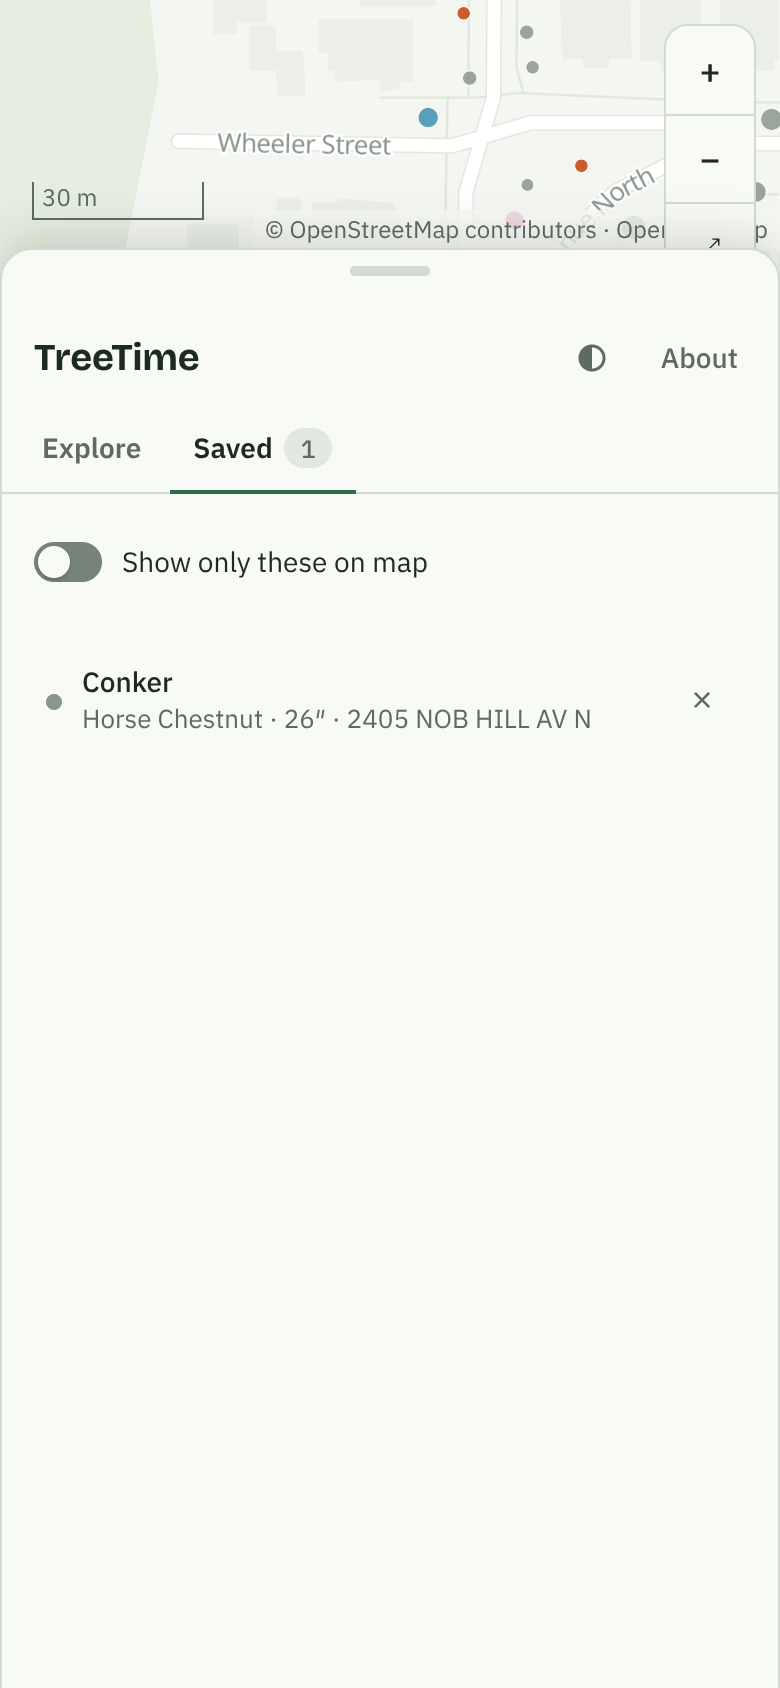 +
Wheeler Street
−
North
30 m
© OpenStreetMap contributors · 
TreeTime
About
Explore
Saved 1
Show only these on map
Conker
Horse Chestnut · 26″ · 2405 NOB HILL AV N
×